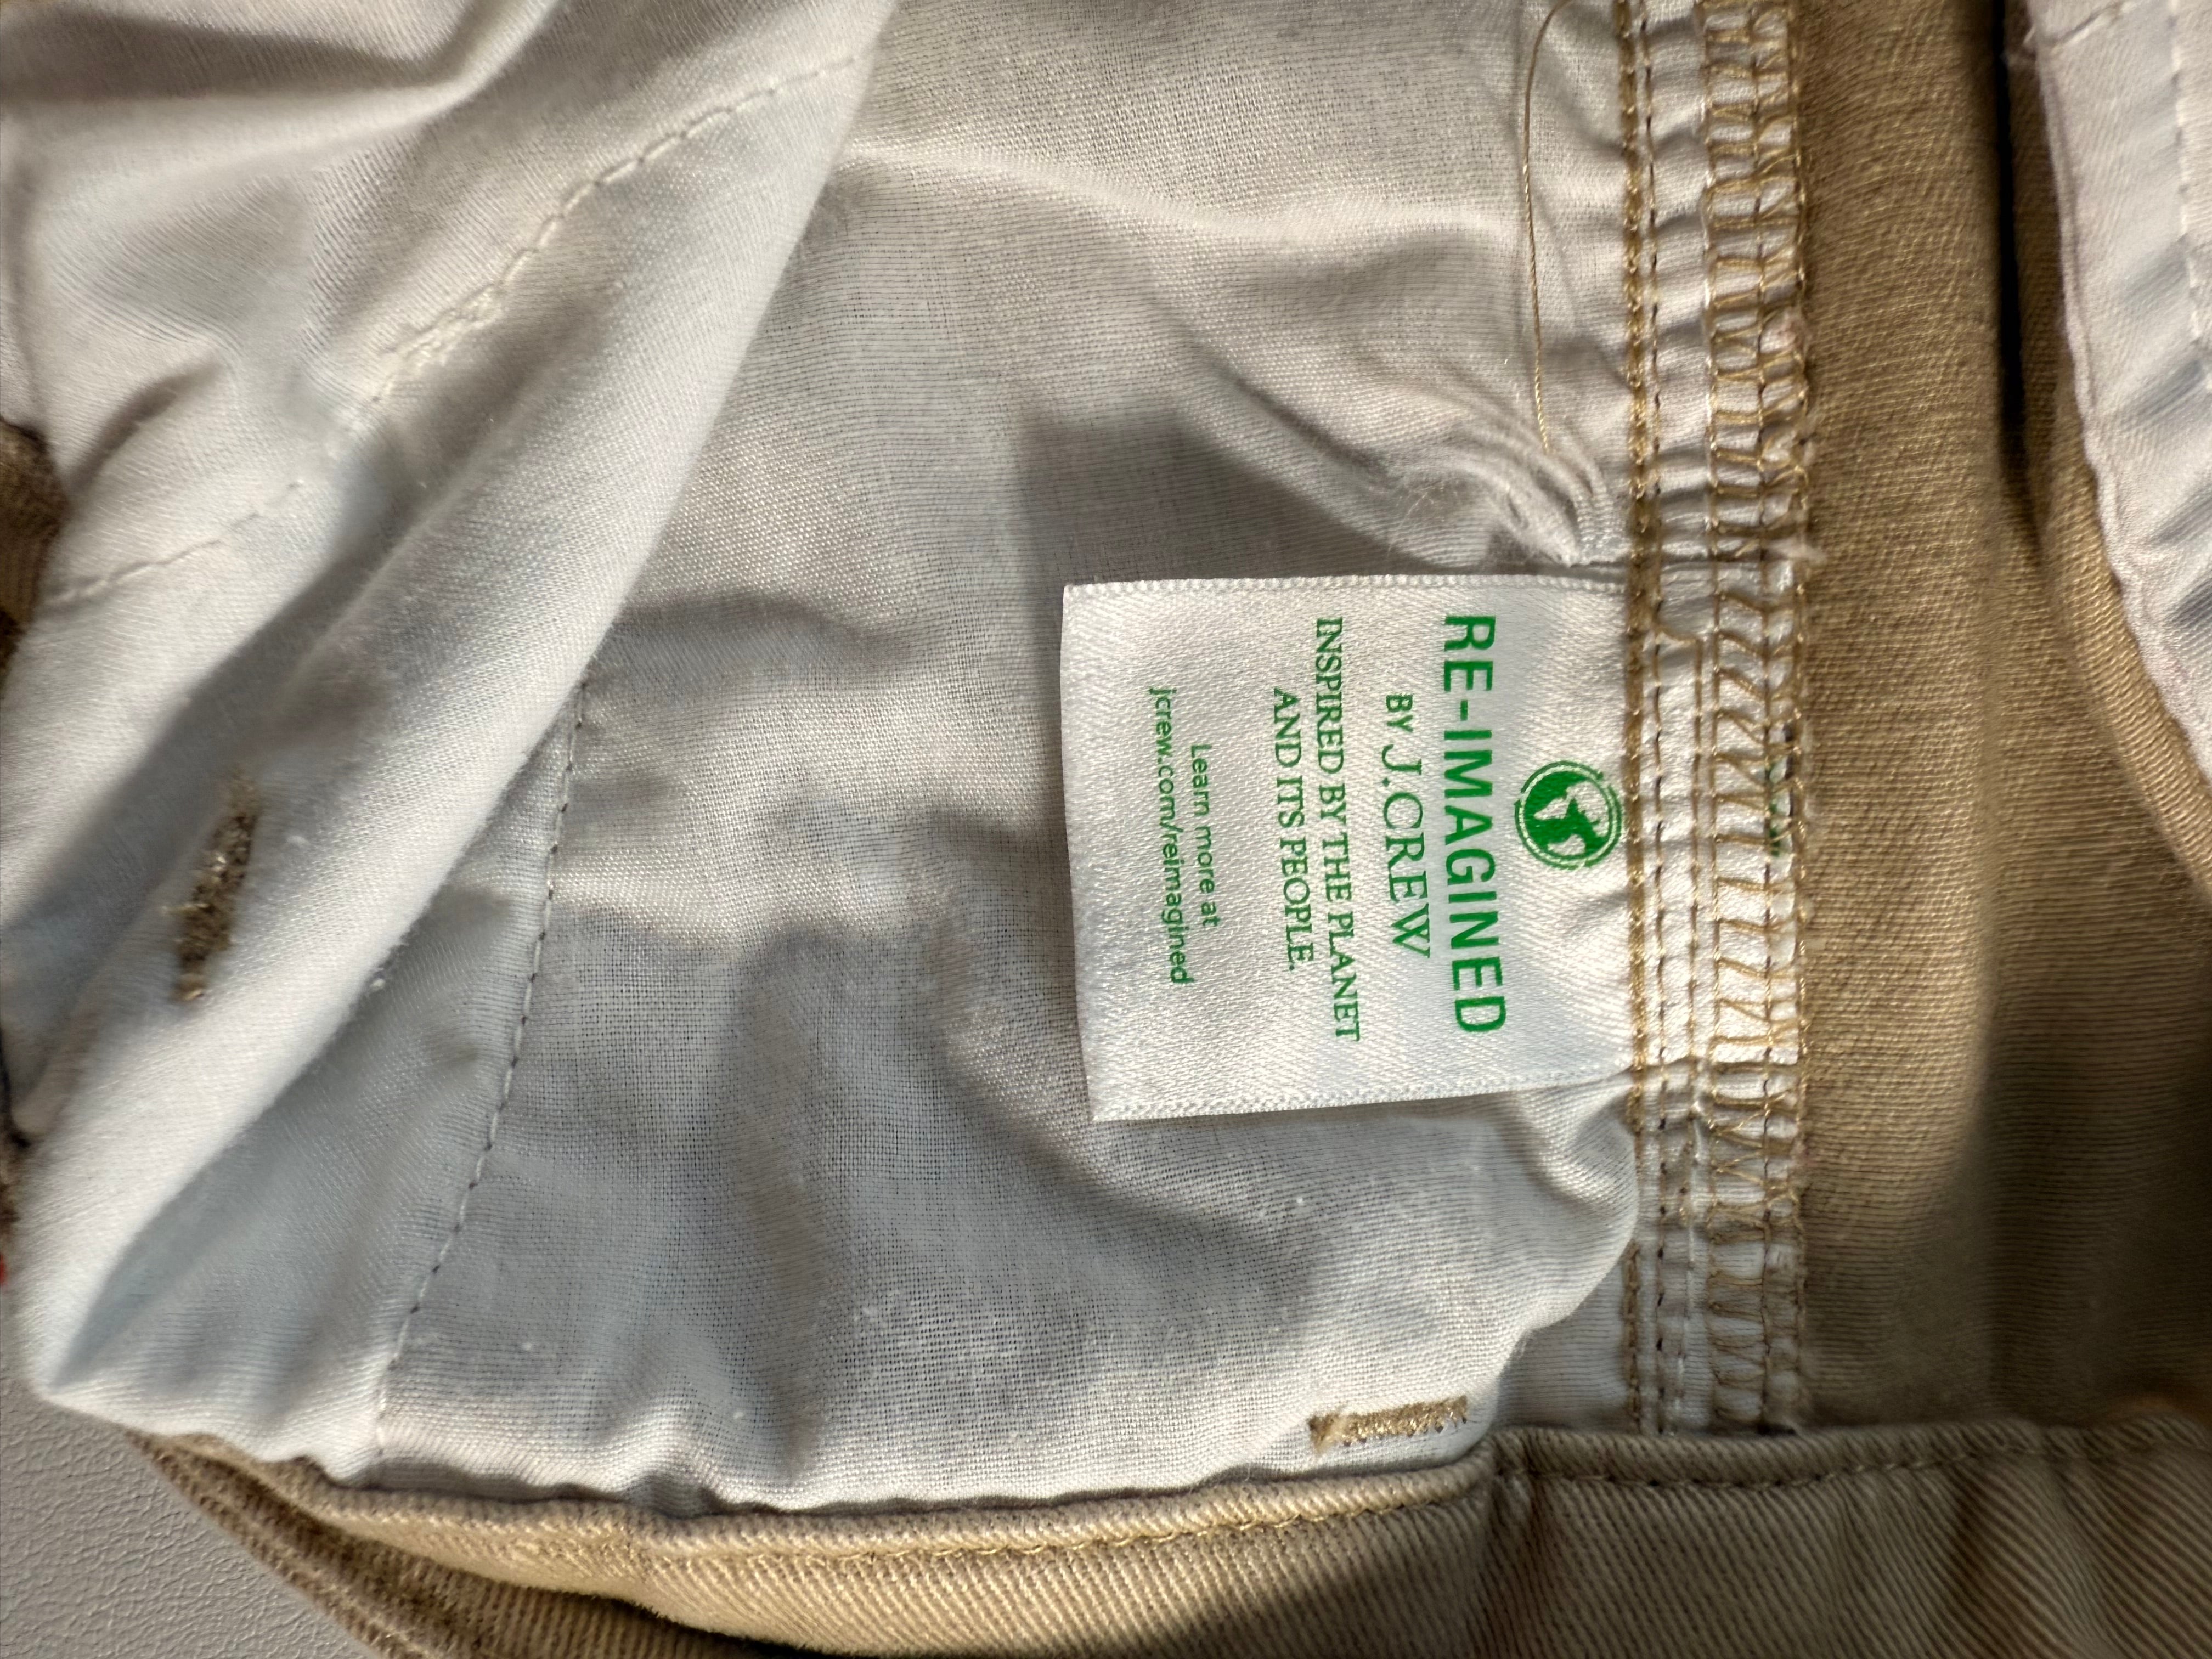 RE-IMAGINED
BY J.CREW
INSPIRED BY THE PLANET
AND ITS PEOPLE.
Learn more at
jcrew.com/reimagined